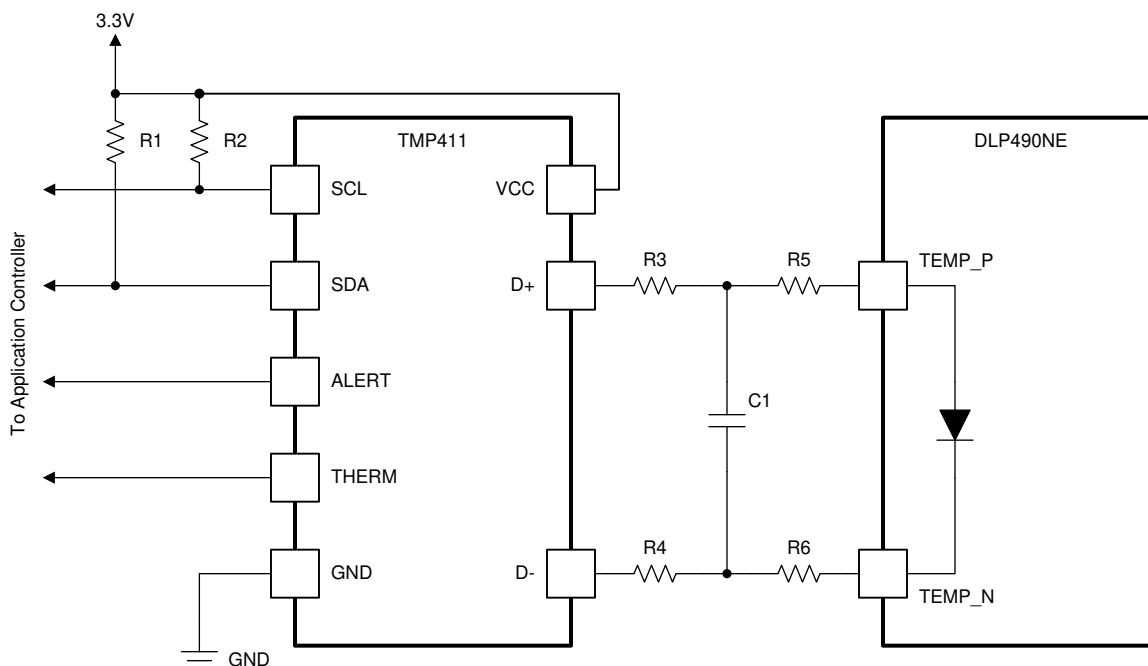 3.3V
R1
R2
TMP411
DLP490NE
SCL
VCC
SDA
D+
R3
R5
TEMP_P
ALERT
C1
THERM
GND
D-
R4
R6
TEMP_N
GND
To Application Controller